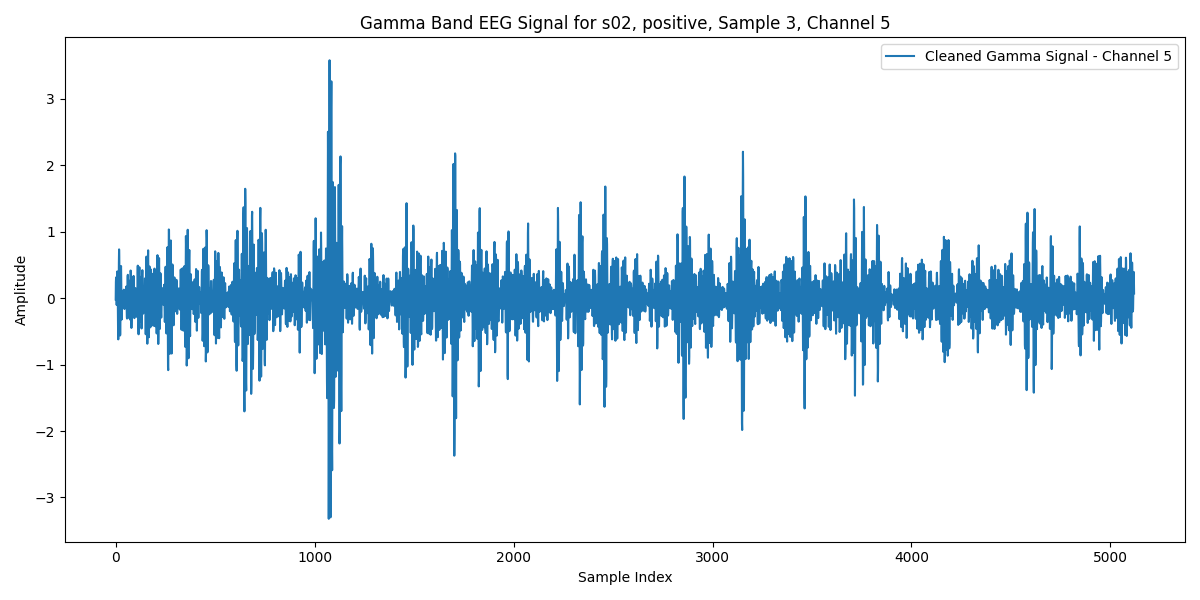 Gamma Band EEG Signal for s02, positive, Sample 3, Channel 5
Cleaned Gamma Signal - Channel 5
Amplitude
3
2
1
0
−1
−2
−3
0 1000 2000 3000 4000 5000
Sample Index